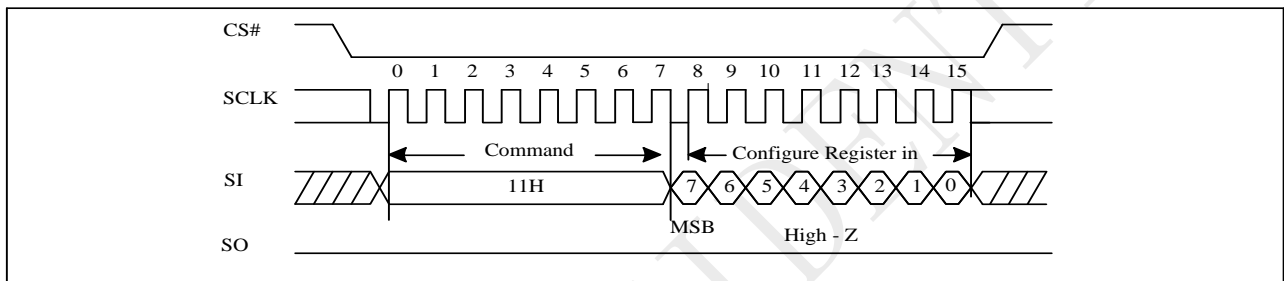 CS#
0 1 2 3 4 5 6 7 8 9 10 11 12 13 14 15
SCLK
Command Configure Register in
SI 11H 7 6 5 4 3 2 1 0
MSB High - Z
SO